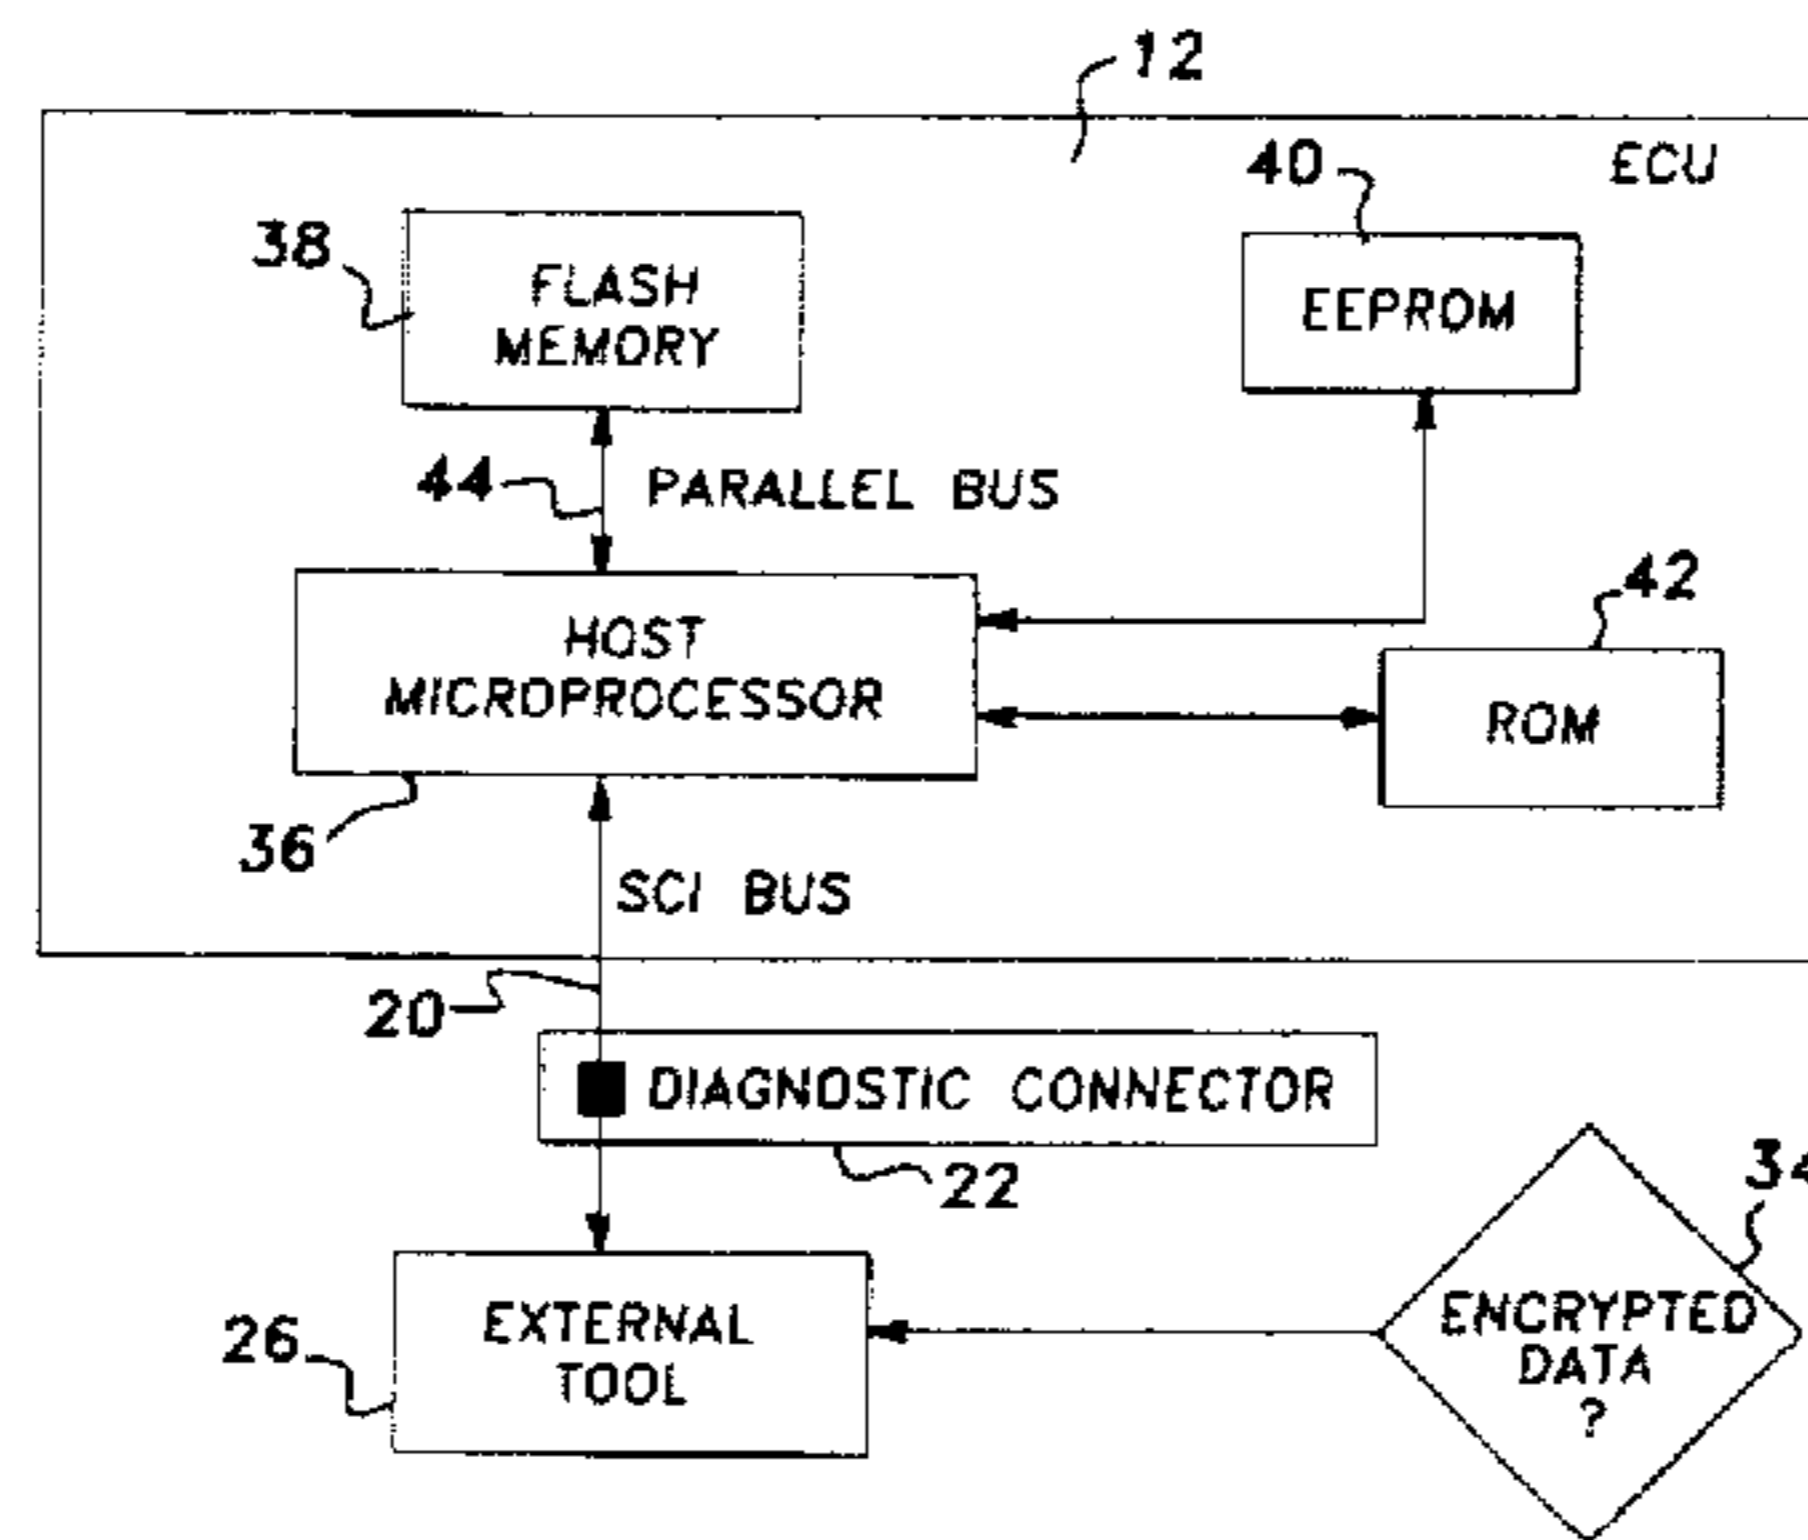 12
ECU
40
38
FLASH
MEMORY
EEPROM
44
PARALLEL BUS
42
HOST
MICROPROCESSOR
ROM
36
SCI BUS
20
DIAGNOSTIC CONNECTOR
22
34
26
EXTERNAL
TOOL
ENCRYPTED
DATA
?